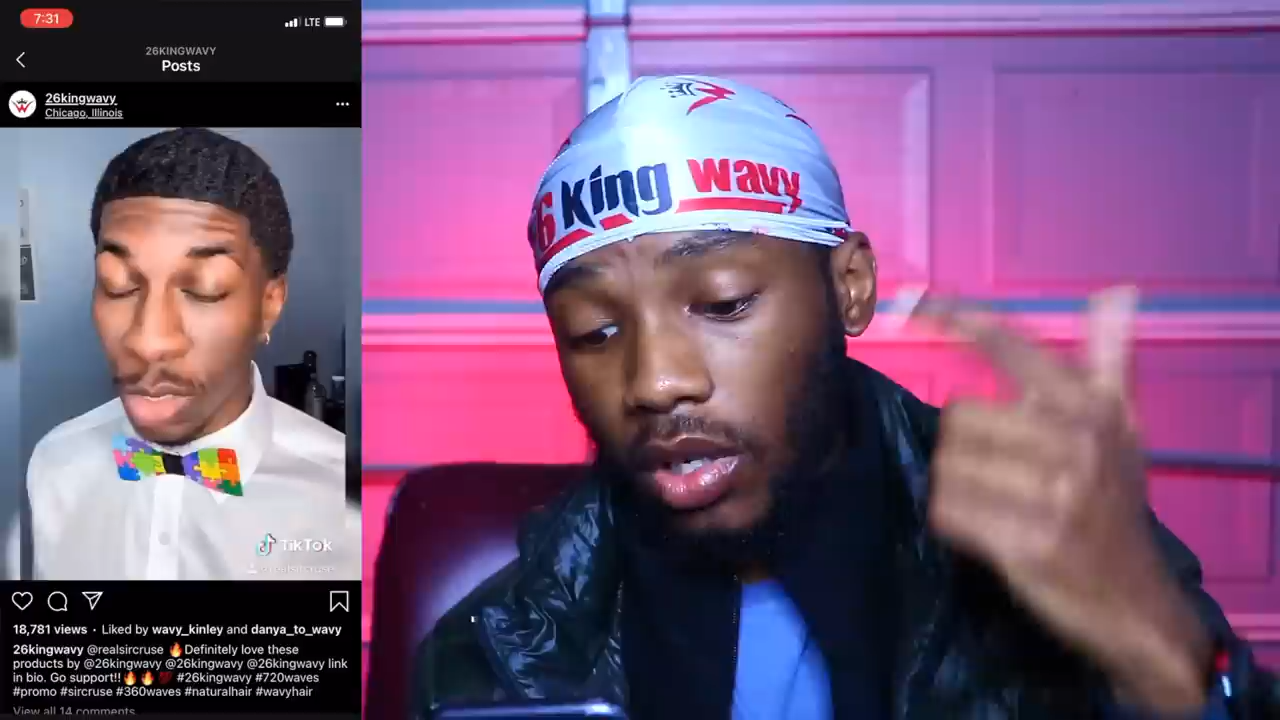 7:31
LTE
26KINGWAVY
Posts
26kingwavy
Chicago, Illinois
TikTok
18,781 views · Liked by wavy_kinley and danya_to_wavy
26kingwavy @realsircruse 🔥Definitely love these
products by @26kingwavy @26kingwavy @26kingwavy link
in bio. Go support!!🔥🔥💯 #26kingwavy #720waves
#promo #sircruse #360waves #naturalhair #wavyhair
View all 14 comments
6 King wavy